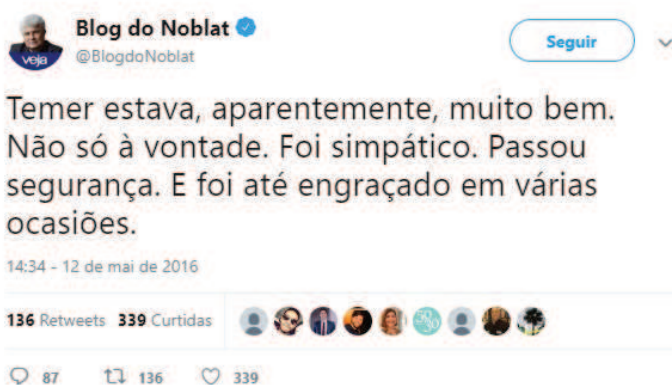 Blog do Noblat
@BlogdoNoblat
veja
Seguir
Temer estava, aparentemente, muito bem.
Não só à vontade. Foi simpático. Passou
segurança. E foi até engraçado em várias
ocasiões.
14:34 - 12 de mai de 2016
136 Retweets 339 Curtidas
50
50
87 136 339